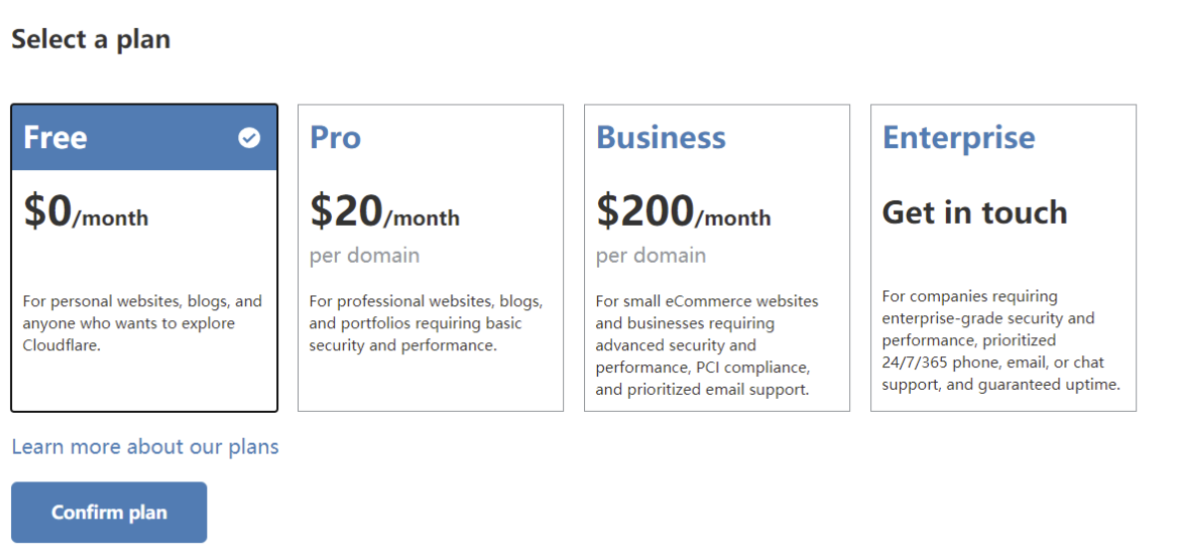 Select a plan
Free
$0/month
For personal websites, blogs, and
anyone who wants to explore
Cloudflare.
Pro
$20/month
per domain
For professional websites, blogs,
and portfolios requiring basic
security and performance.
Business
$200/month
per domain
For small eCommerce websites
and businesses requiring
advanced security and
performance, PCI compliance,
and prioritized email support.
Enterprise
Get in touch
For companies requiring
enterprise-grade security and
performance, prioritized
24/7/365 phone, email, or chat
support, and guaranteed uptime.
Learn more about our plans
Confirm plan